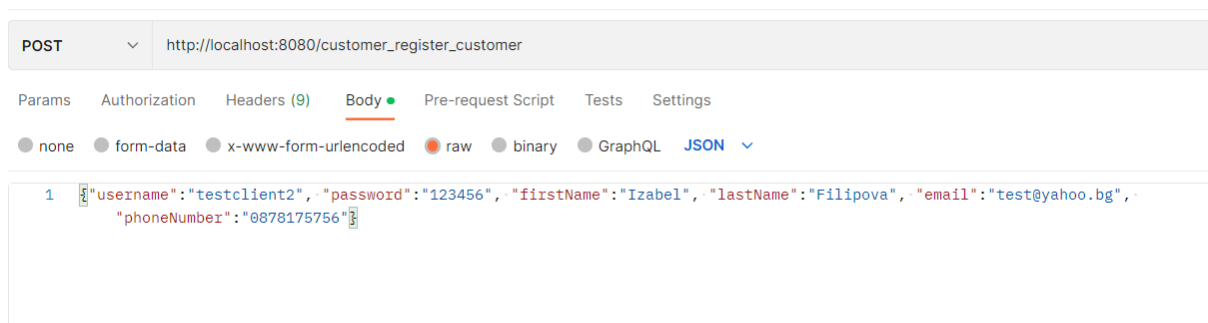 POST http://localhost:8080/customer_register_customer
Params Authorization Headers (9) Body Pre-request Script Tests Settings
none form-data x-www-form-urlencoded raw binary GraphQL JSON
1 {"username":"testclient2", "password":"123456", "firstName":"Izabel", "lastName":"Filipova", "email":"test@yahoo.bg",
"phoneNumber":"0878175756"}